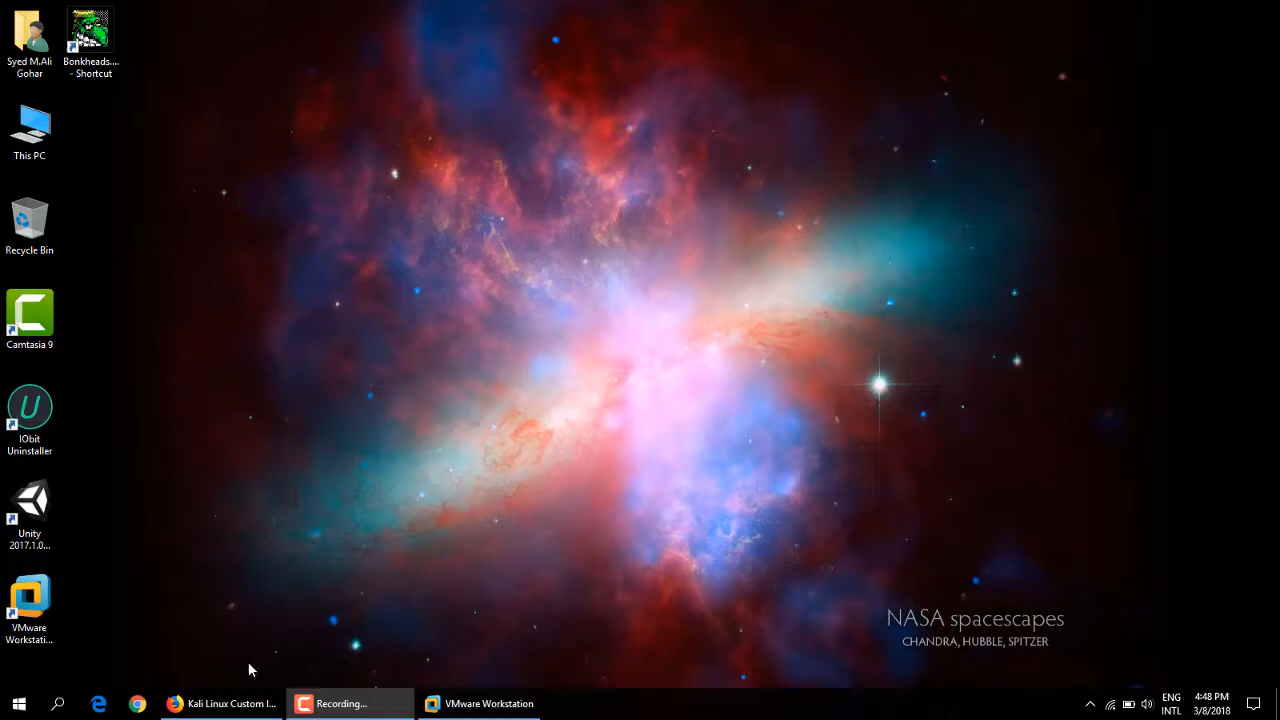 Syed M.Ali
Gohar
Bonkheads....
- Shortcut
This PC
Recycle Bin
Camtasia 9
IObit
Uninstaller
Unity
2017.1.0...
VMware
Workstati...
NASA spacescapes
CHANDRA, HUBBLE, SPITZER
Kali Linux Custom I...
Recording...
VMware Workstation
ENG
INTL
4:48 PM
3/8/2018